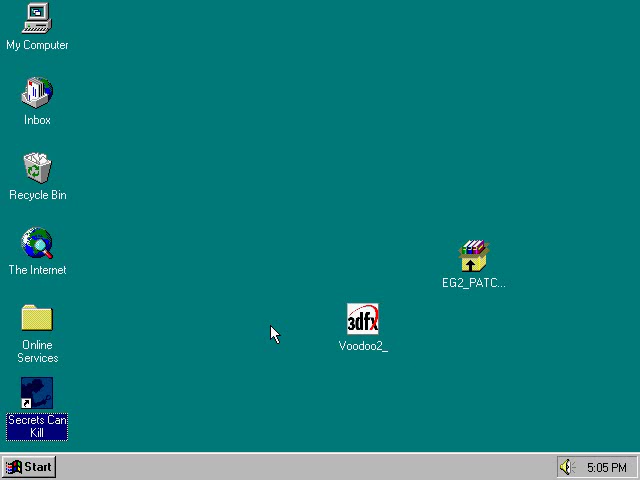 My Computer
Inbox
Recycle Bin
The Internet
EG2_PATC...
3dfx
Voodoo2_
Online
Services
Secrets Can
Kill
Start
5:05 PM